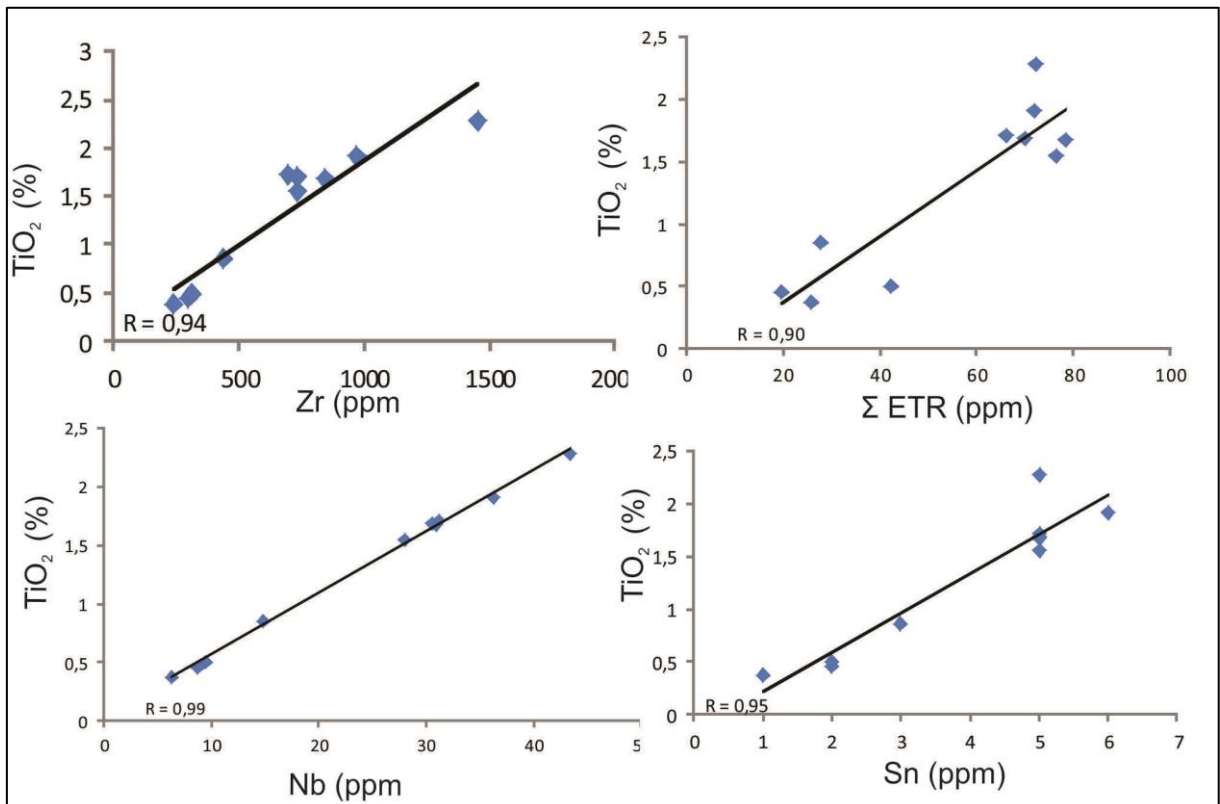 3
2,5
2
1,5
1
0,5
0
TiO2 (%)
R = 0,94
0 500 1000 1500 200
Zr (ppm
2,5
2
1,5
1
0,5
0
TiO2 (%)
R = 0,90
0 20 40 60 80 100
Σ ETR (ppm)
2,5
2
1,5
1
0,5
0
TiO2 (%)
R = 0,99
0 10 20 30 40 5
Nb (ppm
2,5
2
1,5
1
0,5
0
TiO2 (%)
R = 0,95
0 1 2 3 4 5 6 7
Sn (ppm)